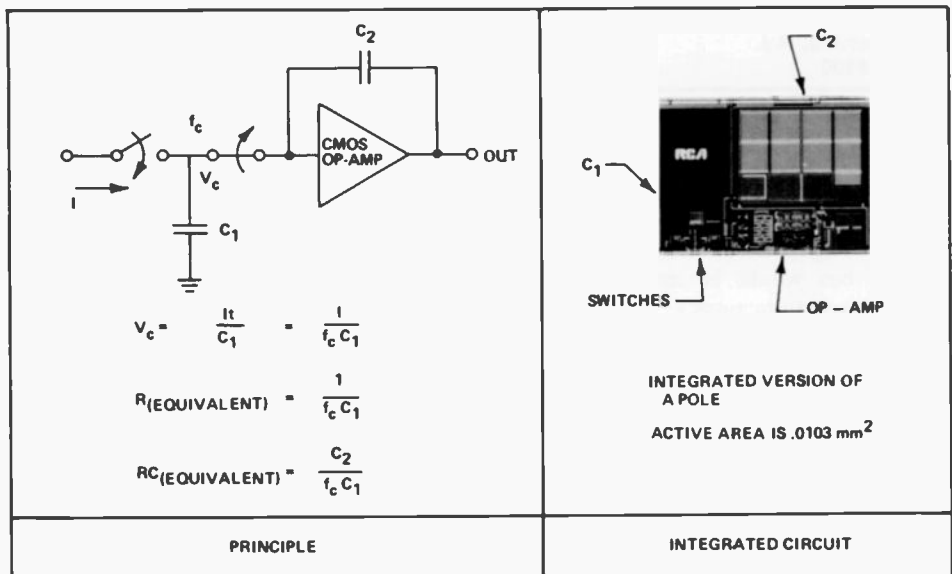 C2
fc
CMOS
OP-AMP
OUT
I
Vc
C1
Vc = It/C1 = I/fc C1
R(EQUIVALENT) = 1/fc C1
RC(EQUIVALENT) = C2/fc C1
PRINCIPLE
C2
RCA
C1
SWITCHES
OP – AMP
INTEGRATED VERSION OF
A POLE
ACTIVE AREA IS .0103 mm2
INTEGRATED CIRCUIT